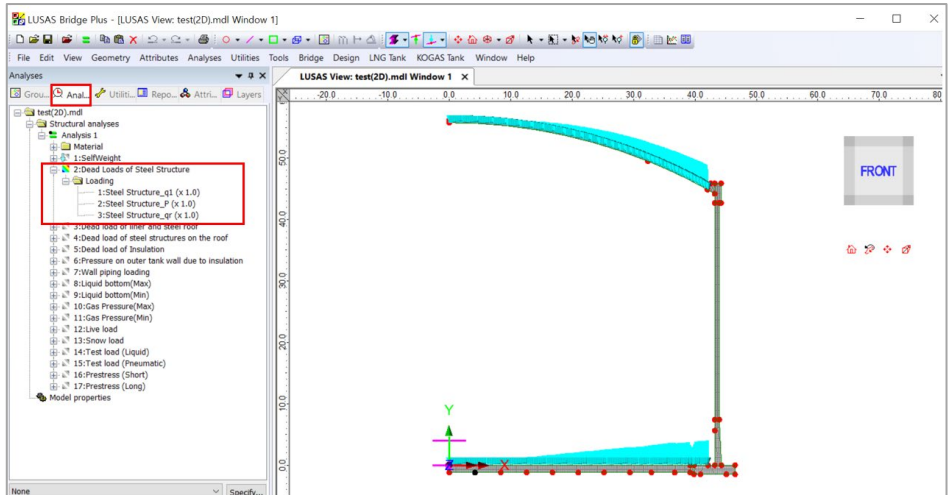 LUSAS Bridge Plus - [LUSAS View: test(2D).mdl Window 1]
File Edit View Geometry Attributes Analyses Utilities Tools Bridge Design LNG Tank KOGAS Tank Window Help
Analyses
LUSAS View: test(2D).mdl Window 1 X
Grou... Anal... Utiliti... Repo... Attri... Layers
-20.0 -10.0 0.0 10.0 20.0 30.0 40.0 50.0 60.0 70.0 80
test(2D).mdl
Structural analyses
Analysis 1
Material
1:SelfWeight
2:Dead Loads of Steel Structure
Loading
1:Steel Structure_q1 (x 1.0)
2:Steel Structure_P (x 1.0)
3:Steel Structure_qr (x 1.0)
3:Dead load of liner and steel roof
4:Dead load of steel structures on the roof
5:Dead load of Insulation
6:Pressure on outer tank wall due to insulation
7:Wall piping loading
8:Liquid bottom(Max)
9:Liquid bottom(Min)
10:Gas Pressure(Max)
11:Gas Pressure(Min)
12:Live load
13:Snow load
14:Test load (Liquid)
15:Test load (Pneumatic)
16:Prestress (Short)
17:Prestress (Long)
Model properties
50.0
40.0
30.0
20.0
10.0
0.0
FRONT
Y
X
None Specify...